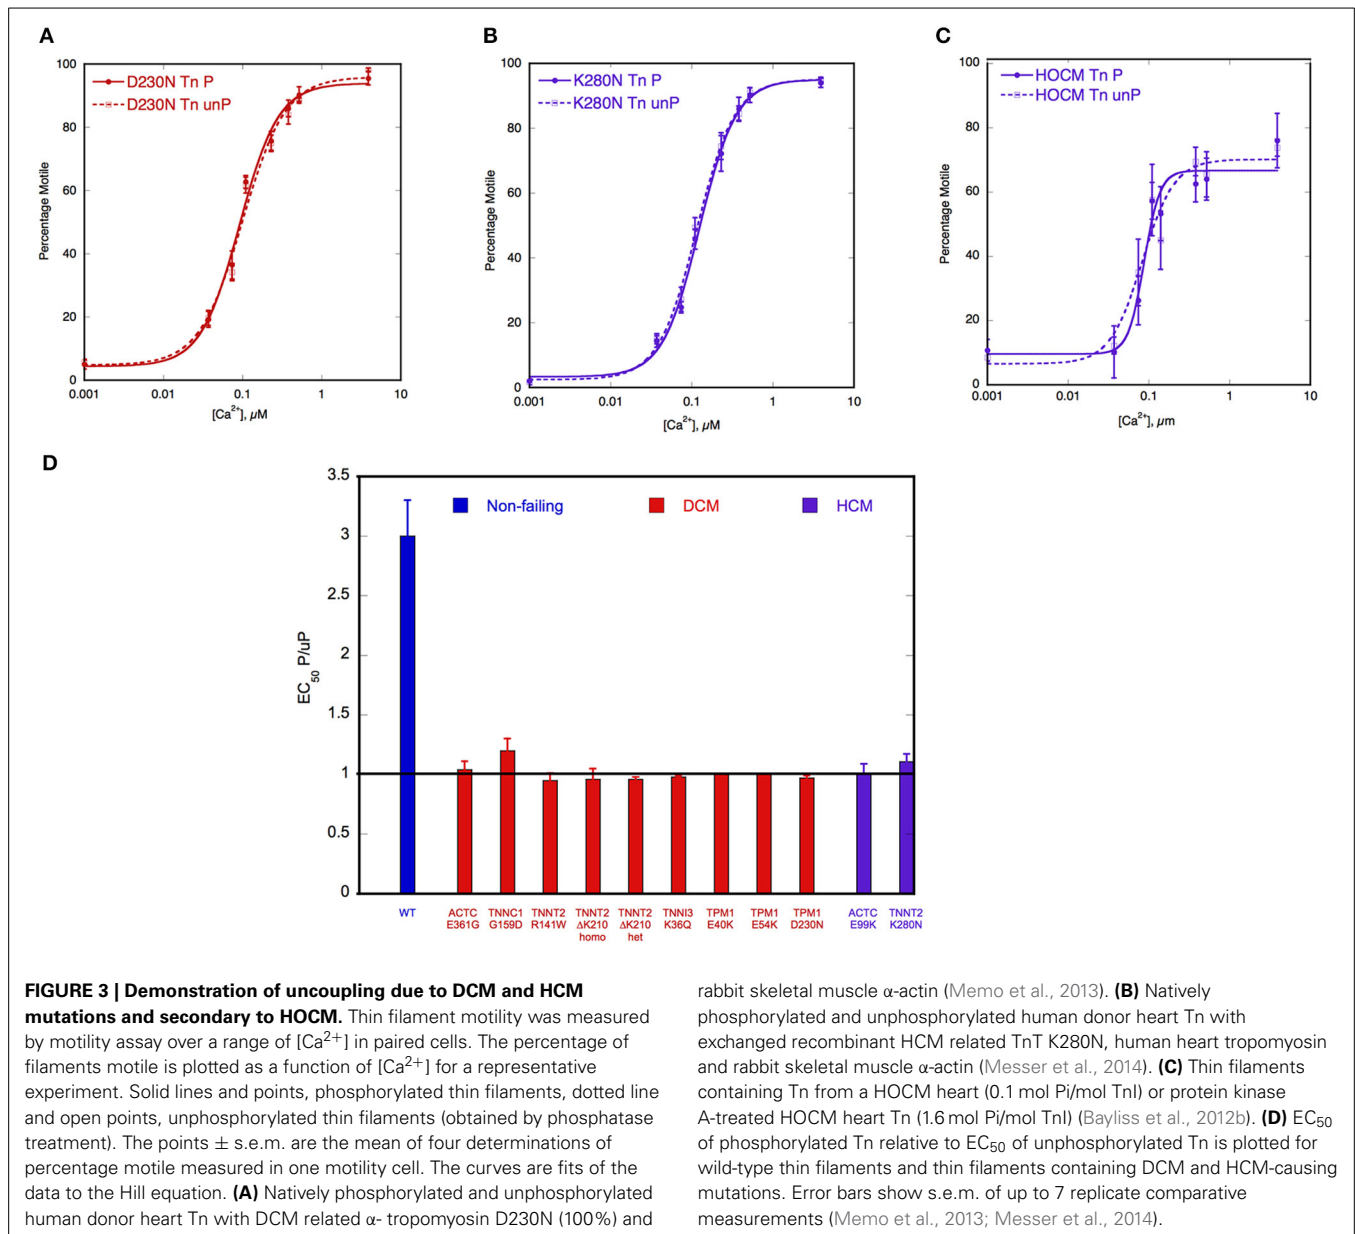 A
D230N Tn P
D230N Tn unP
100
80
60
40
20
0
0.001
0.01
0.1
1
10
Percentage Motile
[Ca²⁺], µM
B
K280N Tn P
K280N Tn unP
100
80
60
40
20
0
0.001
0.01
0.1
1
10
Percentage Motile
[Ca²⁺], µM
C
HOCM Tn P
HOCM Tn unP
100
80
60
40
20
0
0.001
0.01
0.1
1
10
Percentage Motile
[Ca²⁺], µm
D
3.5
3
2.5
2
1.5
1
0.5
0
EC₅₀ P/uP
Non-failing
DCM
HCM
WT
ACTC
E361G
TNNC1
G159D
TNNT2
R141W
TNNT2
ΔK210
homo
TNNT2
ΔK210
het
TNNI3
K36Q
TPM1
E40K
TPM1
E54K
TPM1
D230N
ACTC
E99K
TNNT2
K280N
FIGURE 3 | Demonstration of uncoupling due to DCM and HCM
mutations and secondary to HOCM. Thin filament motility was measured
by motility assay over a range of [Ca²⁺] in paired cells. The percentage of
filaments motile is plotted as a function of [Ca²⁺] for a representative
experiment. Solid lines and points, phosphorylated thin filaments, dotted line
and open points, unphosphorylated thin filaments (obtained by phosphatase
treatment). The points ± s.e.m. are the mean of four determinations of
percentage motile measured in one motility cell. The curves are fits of the
data to the Hill equation. (A) Natively phosphorylated and unphosphorylated
human donor heart Tn with DCM related α- tropomyosin D230N (100%) and
rabbit skeletal muscle α-actin (Memo et al., 2013). (B) Natively
phosphorylated and unphosphorylated human donor heart Tn with
exchanged recombinant HCM related TnT K280N, human heart tropomyosin
and rabbit skeletal muscle α-actin (Messer et al., 2014). (C) Thin filaments
containing Tn from a HOCM heart (0.1 mol Pi/mol TnI) or protein kinase
A-treated HOCM heart Tn (1.6 mol Pi/mol TnI) (Bayliss et al., 2012b). (D) EC₅₀
of phosphorylated Tn relative to EC₅₀ of unphosphorylated Tn is plotted for
wild-type thin filaments and thin filaments containing DCM and HCM-causing
mutations. Error bars show s.e.m. of up to 7 replicate comparative
measurements (Memo et al., 2013; Messer et al., 2014).